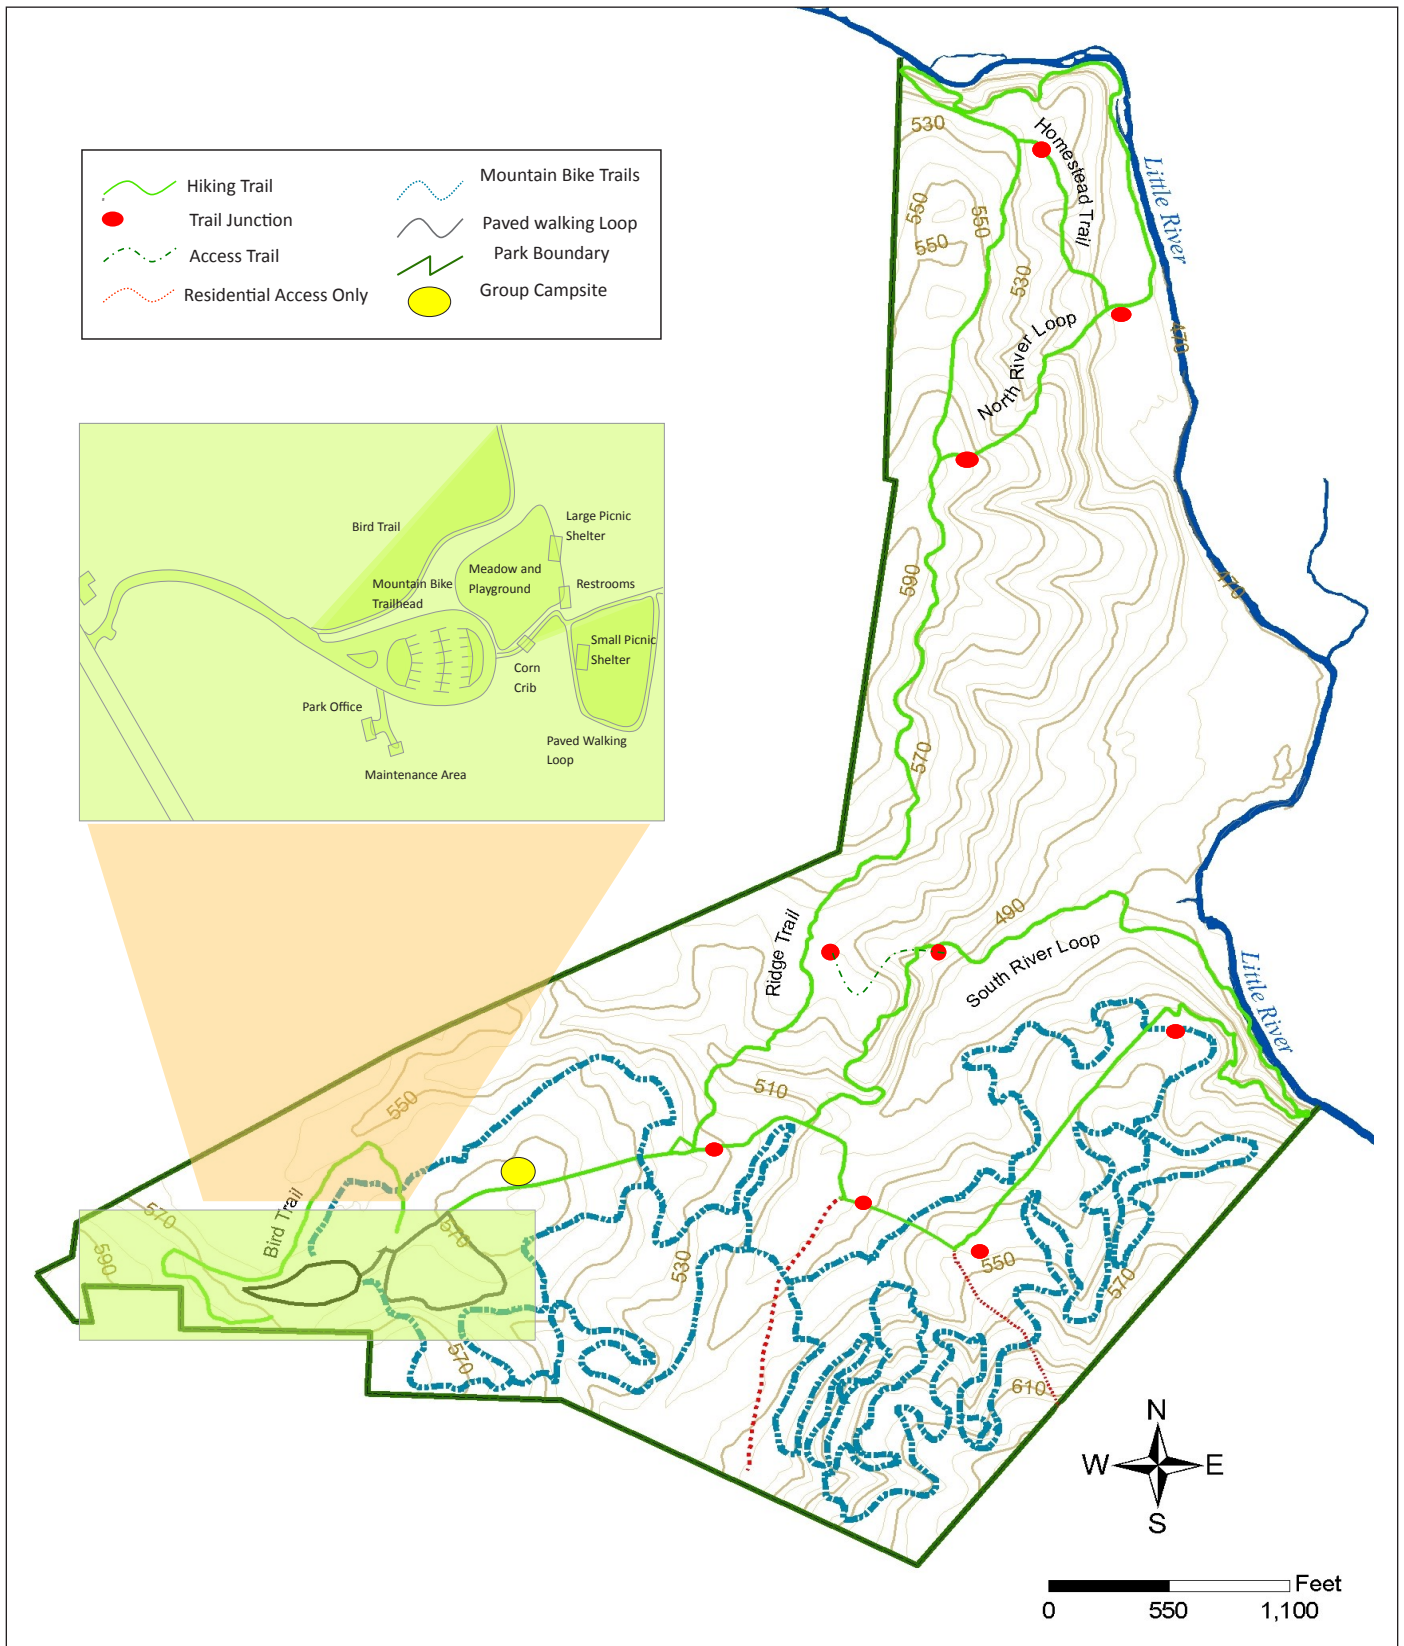 Hiking Trail
Trail Junction
Access Trail
Residential Access Only
Mountain Bike Trails
Paved walking Loop
Park Boundary
Group Campsite
530
Homestead Trail
Little River
550
550
550
530
North River Loop
470
Bird Trail
Large Picnic
Shelter
Meadow and
Playground
Mountain Bike
Trailhead
Restrooms
Small Picnic
Shelter
Corn
Crib
Park Office
Paved Walking
Loop
Maintenance Area
590
470
570
Ridge Trail
490
South River Loop
Little River
550
510
570
590
Bird Trail
570
530
550
570
570
610
N
W
E
S
Feet
0
550
1,100